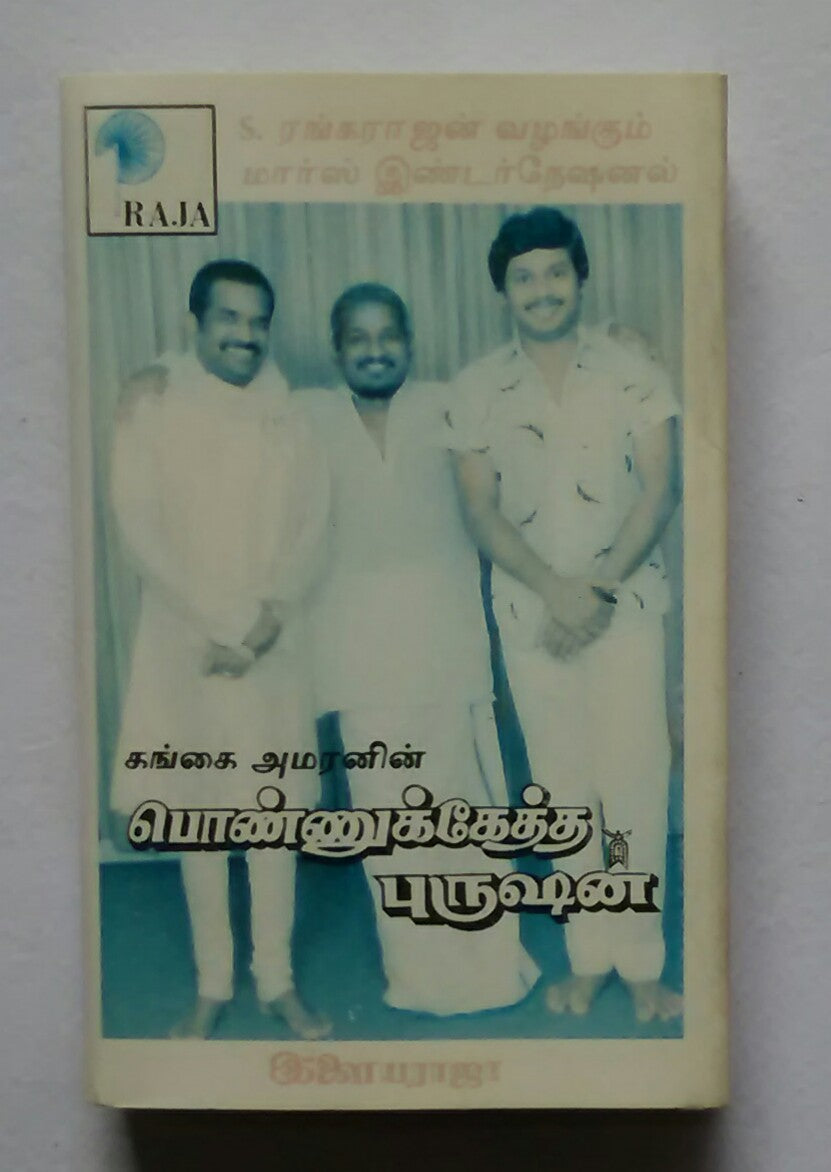 RAJA
S. ரங்கராஜன் வழங்கும்
மார்ஸ் இண்டர்நேஷனல்
கங்கை அமரனின்
பொண்ணுக்கேத்த
புருஷன்
இளையராஜா